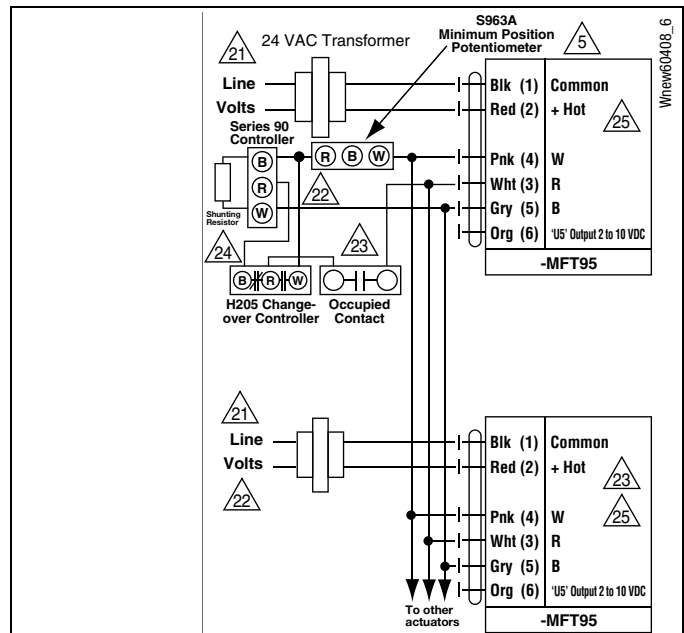 S963A
Minimum Position
Potentiometer
5
Wnew60408_6
21
24 VAC Transformer
Line
Volts
Blk (1) Common
Red (2) + Hot
25
Series 90
Controller
B
R
W
R B W
22
Pnk (4) W
Wht (3) R
Gry (5) B
Org (6) 'U5' Output 2 to 10 VDC
-MFT95
Shunting
Resistor
24
23
B R W
H205 Change-
over Controller
Occupied
Contact
21
Line
Volts
22
Blk (1) Common
Red (2) + Hot
23
25
Pnk (4) W
Wht (3) R
Gry (5) B
Org (6) 'U5' Output 2 to 10 VDC
-MFT95
To other
actuators